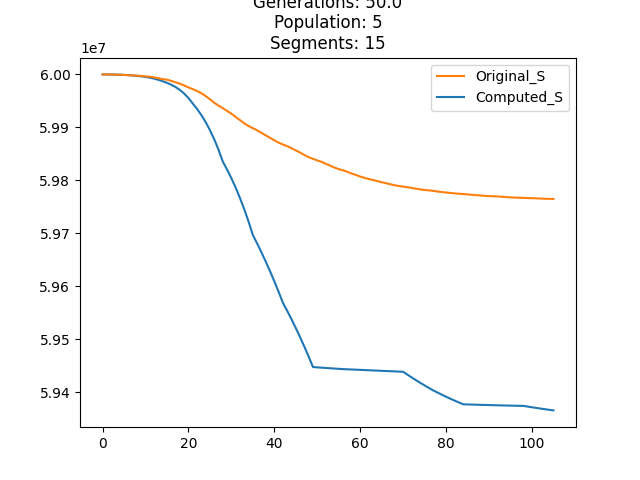 Generations: 50.0
Population: 5
Segments: 15
1e7
6.00
5.99
5.98
5.97
5.96
5.95
5.94
Original_S
Computed_S
0 20 40 60 80 100